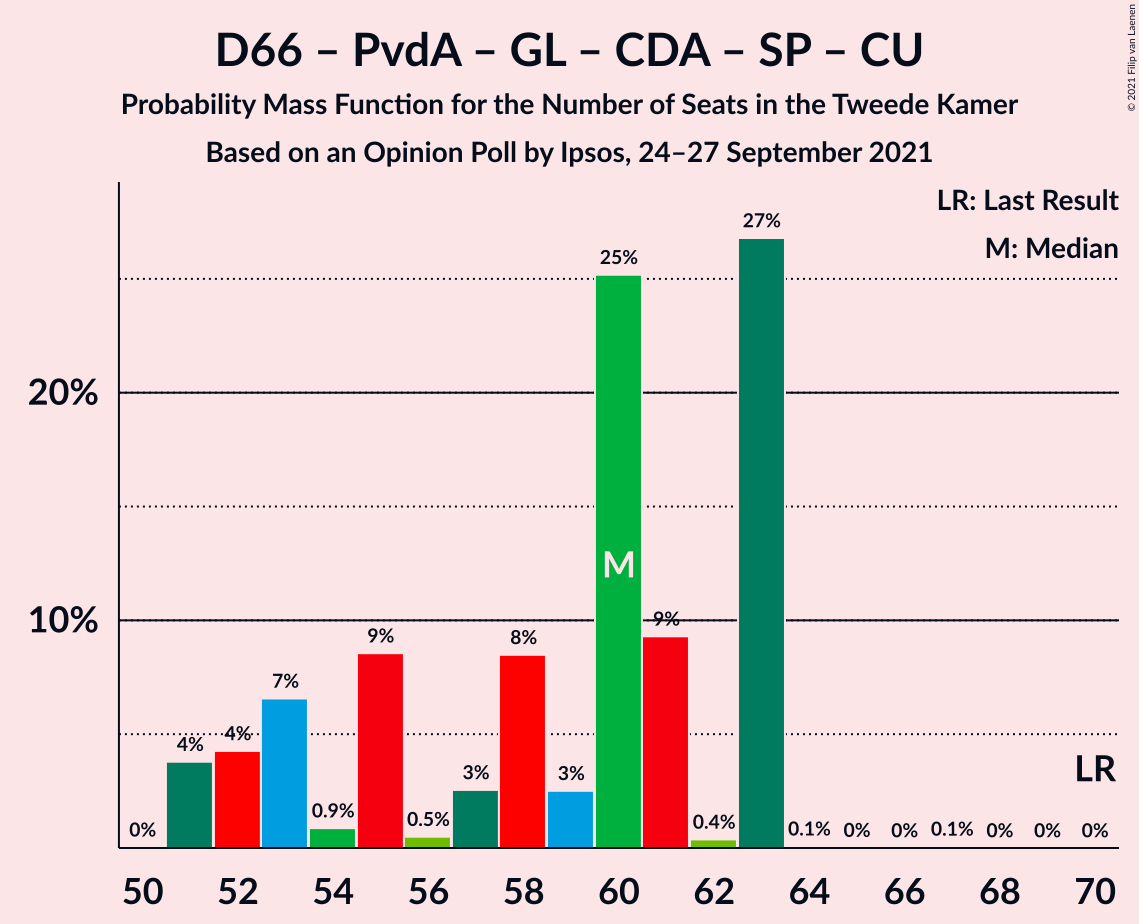 D66 – PvdA – GL – CDA – SP – CU
Probability Mass Function for the Number of Seats in the Tweede Kamer
Based on an Opinion Poll by Ipsos, 24–27 September 2021
© 2021 Filip van Laenen
LR: Last Result
M: Median
20%
10%
0% 4% 4% 7% 0.9% 9% 0.5% 3% 8% 3% 25% 9% 0.4% 27% 0.1% 0% 0% 0.1% 0% 0% 0%
M
LR
50 52 54 56 58 60 62 64 66 68 70